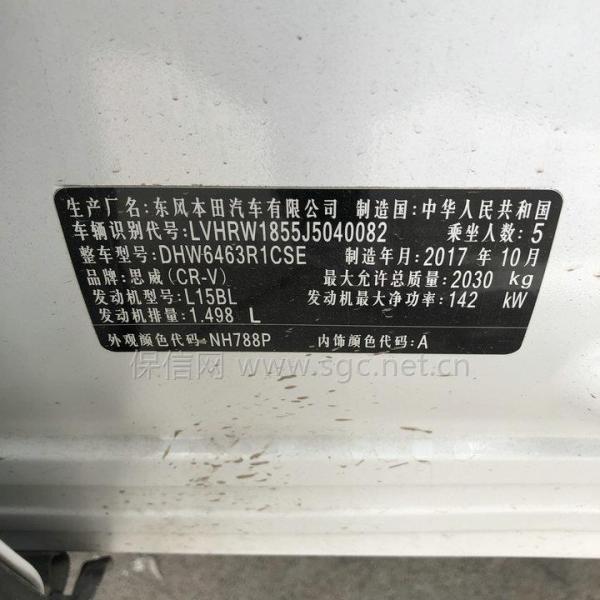 生产厂名:东风本田汽车有限公司 制造国:中华人民共和国
车辆识别代号:LVHRW1855J5040082 乘坐人数:5
整车型号:DHW6463R1CSE 制造年月:2017 年 10 月
品牌:思威(CR-V) 最大允许总质量:2030 kg
发动机型号:L15BL 发动机最大净功率:142 kW
发动机排量:1.498 L
外观颜色代码:NH788P 内饰颜色代码:A
保信网 www.sgc.net.cn